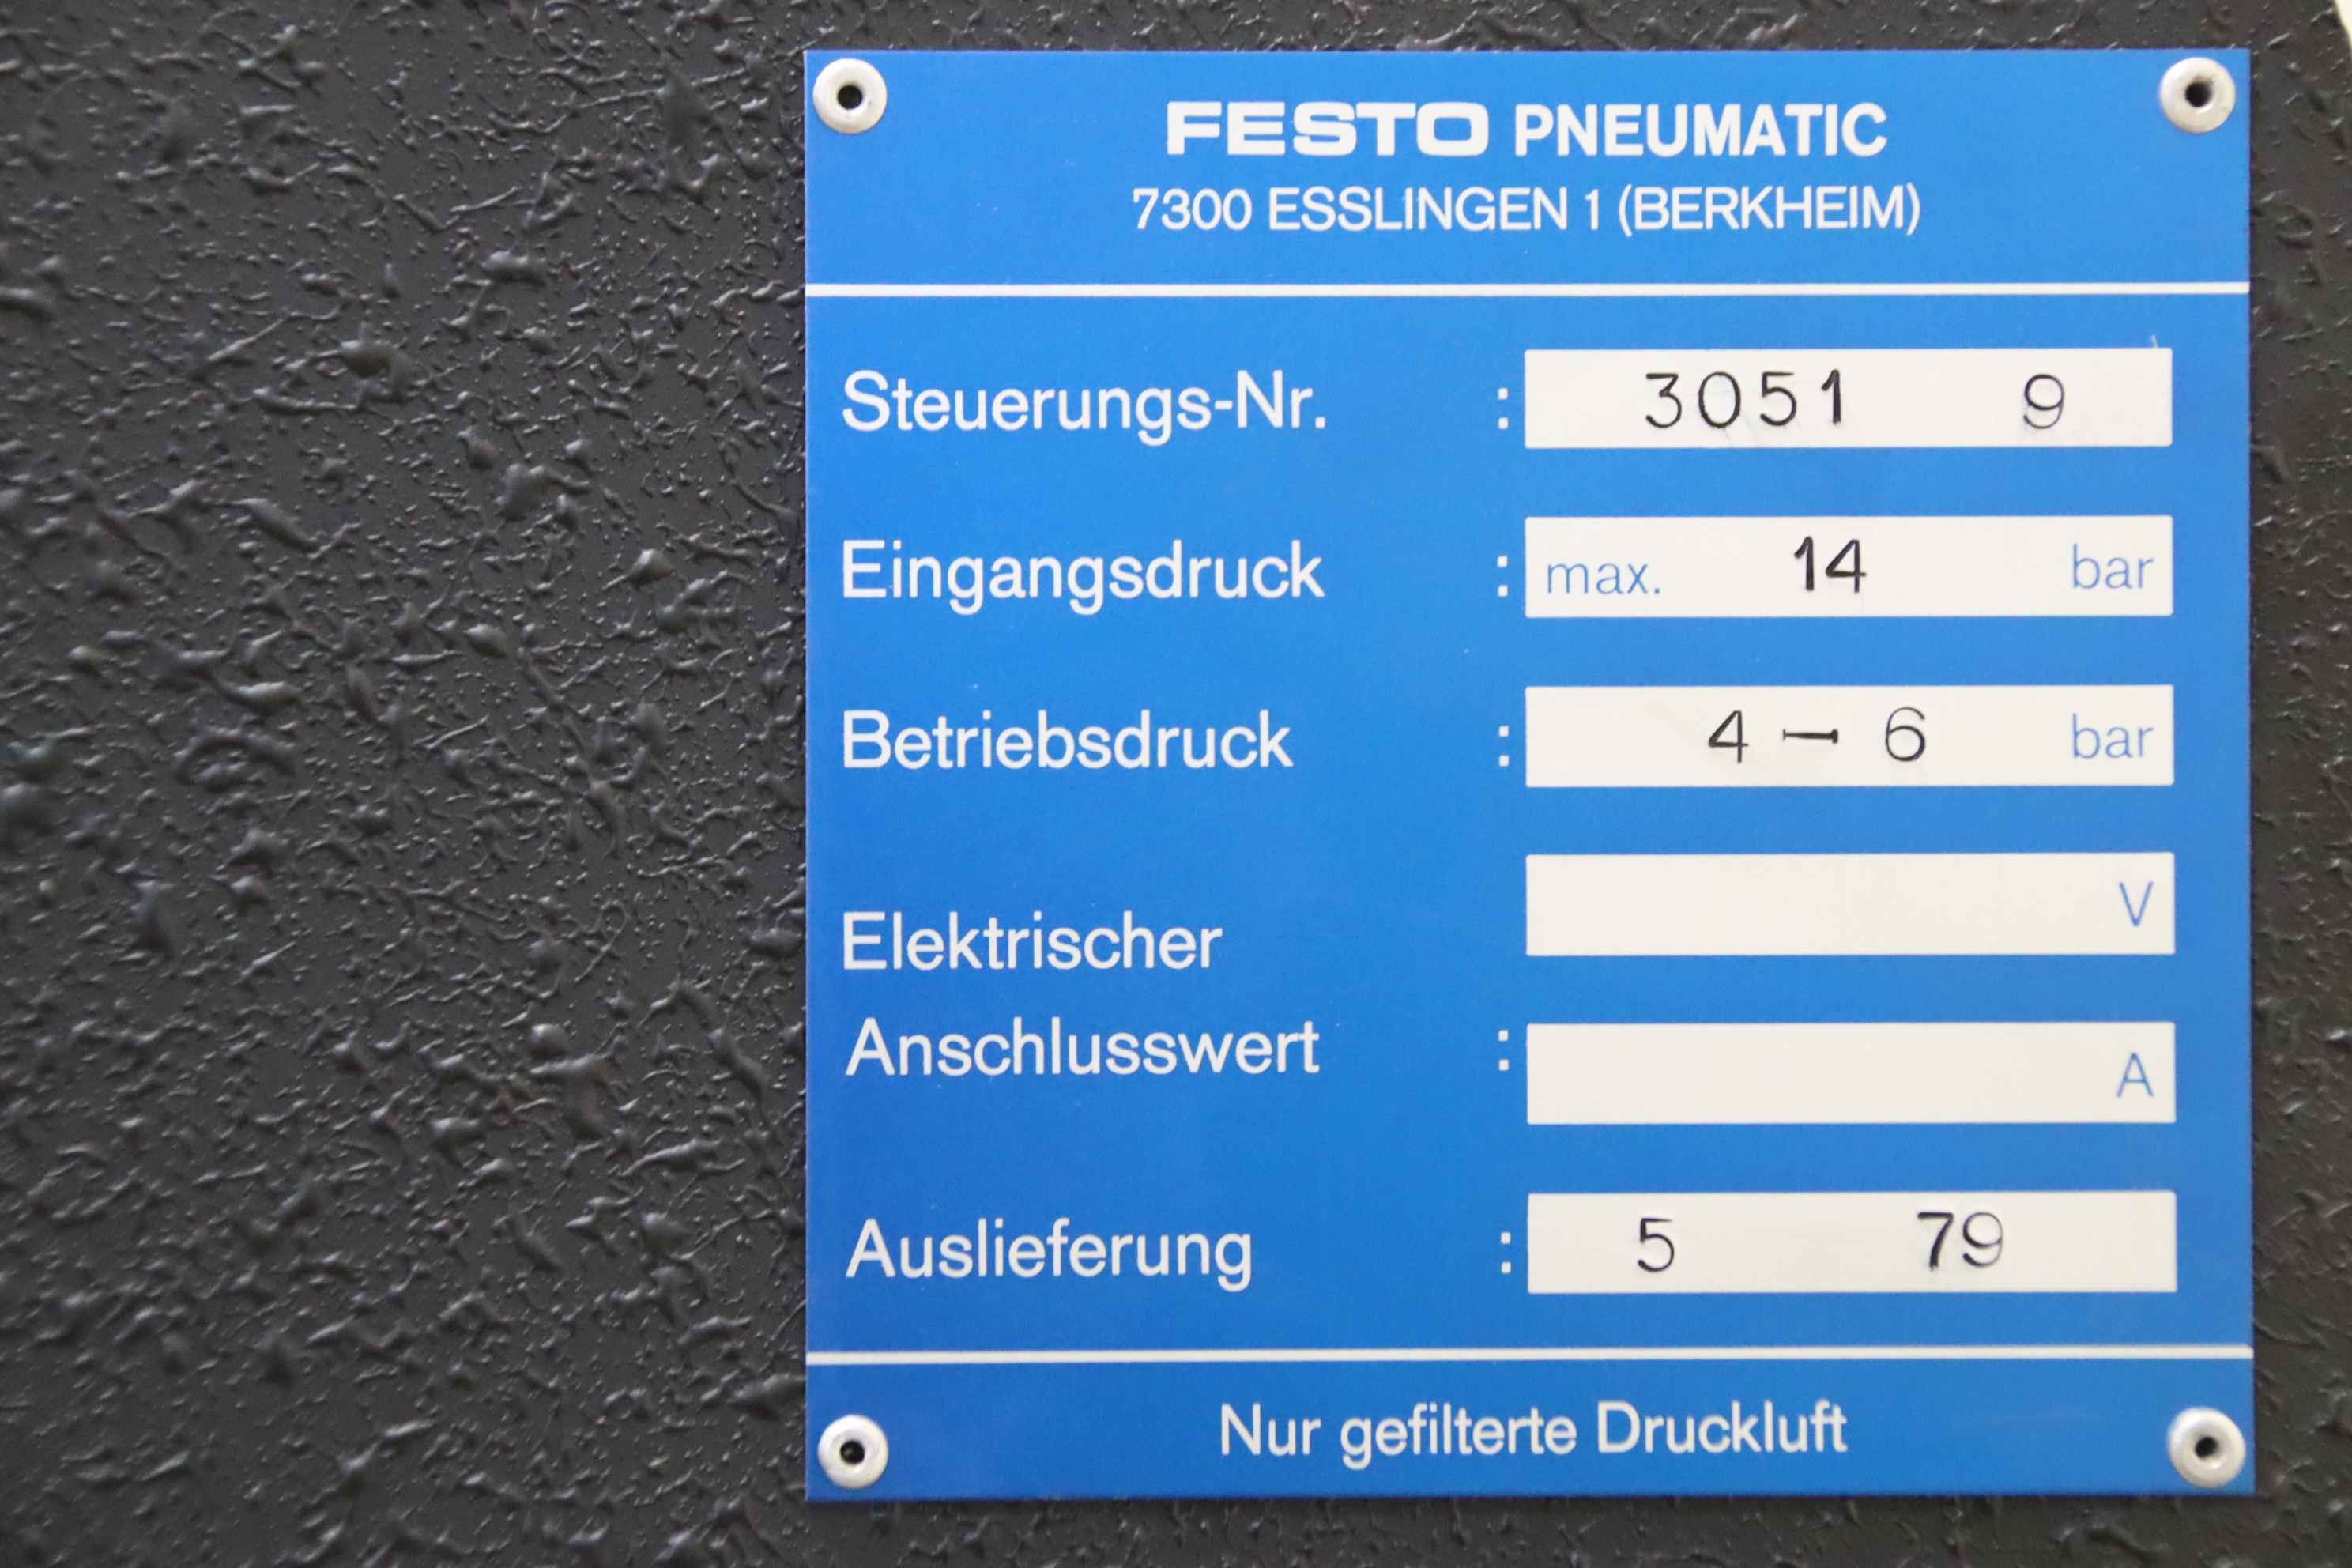 FESTO PNEUMATIC
7300 ESSLINGEN 1 (BERKHEIM)
Steuerungs-Nr. : 3051 9
Eingangsdruck : max. 14 bar
Betriebsdruck : 4 — 6 bar
V
Elektrischer
Anschlusswert :
A
Auslieferung : 5 79
Nur gefilterte Druckluft